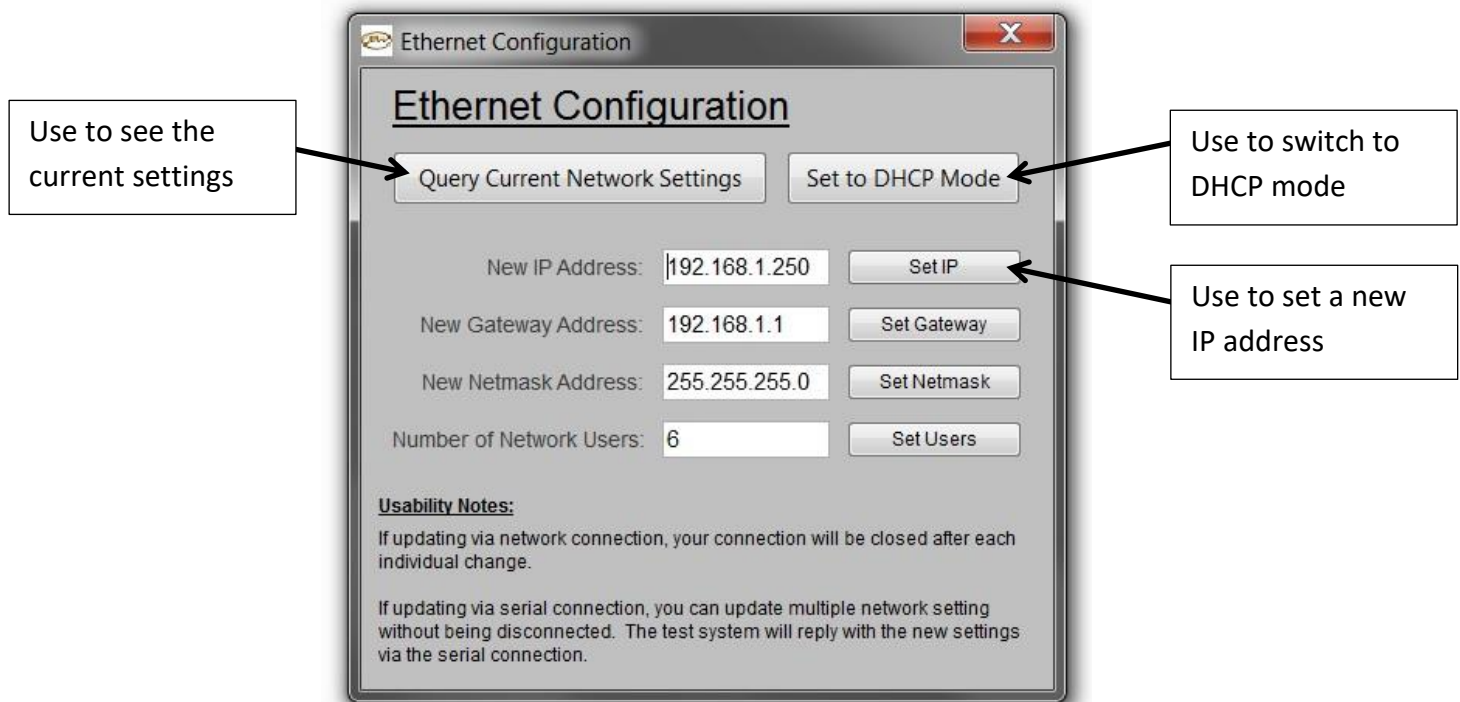 Ethernet Configuration
Ethernet Configuration
Use to see the
current settings
Query Current Network Settings
Set to DHCP Mode
Use to switch to
DHCP mode
New IP Address: 192.168.1.250 Set IP
Use to set a new
IP address
New Gateway Address: 192.168.1.1 Set Gateway
New Netmask Address: 255.255.255.0 Set Netmask
Number of Network Users: 6 Set Users
Usability Notes:
If updating via network connection, your connection will be closed after each
individual change.
If updating via serial connection, you can update multiple network setting
without being disconnected. The test system will reply with the new settings
via the serial connection.